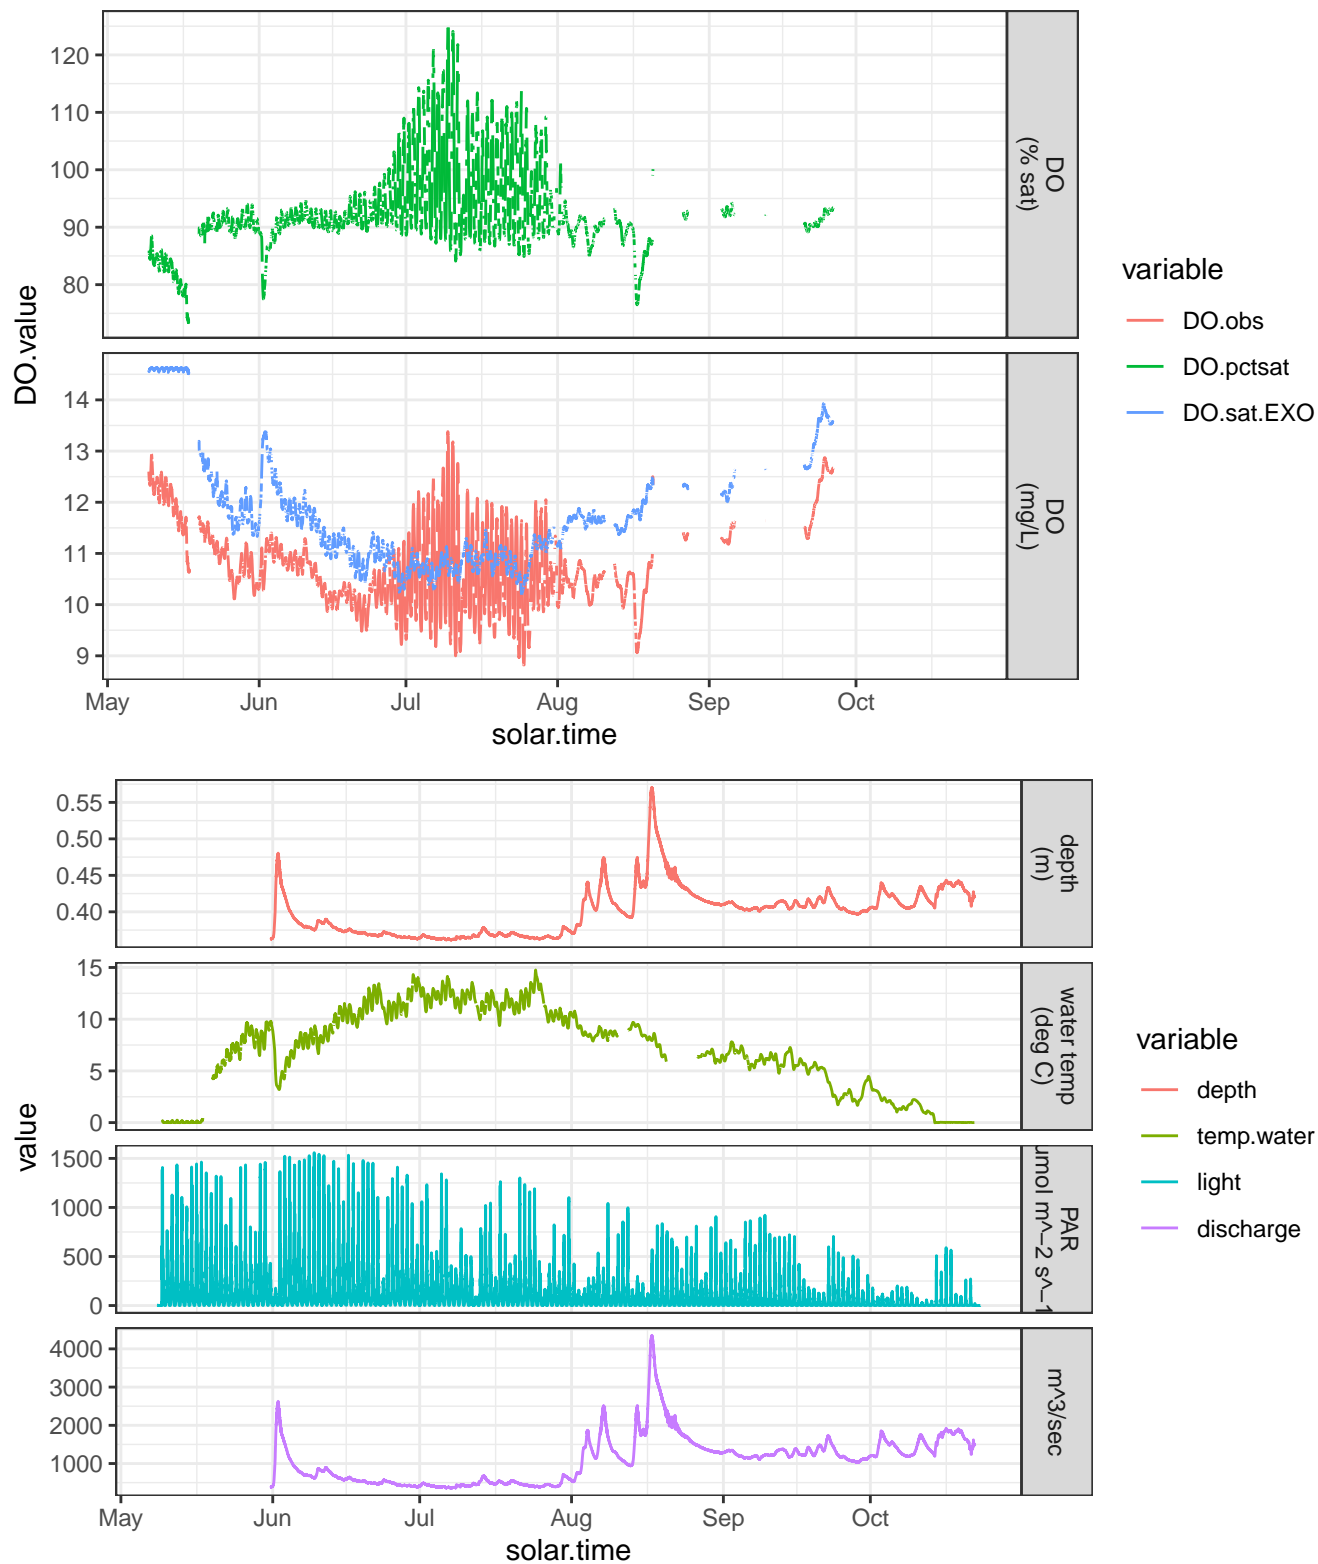 120
110
100
90
80
DO
(% sat)
14
13
12
11
10
9
DO
(mg/L)
DO.value
May Jun Jul Aug Sep Oct
solar.time
variable
DO.obs
DO.pctsat
DO.sat.EXO
0.55
0.50
0.45
0.40
depth
(m)
15
10
5
0
water temp
(deg C)
1500
1000
500
0
PAR
umol m^−2 s^−1
4000
3000
2000
1000
m^3/sec
value
May Jun Jul Aug Sep Oct
solar.time
variable
depth
temp.water
light
discharge